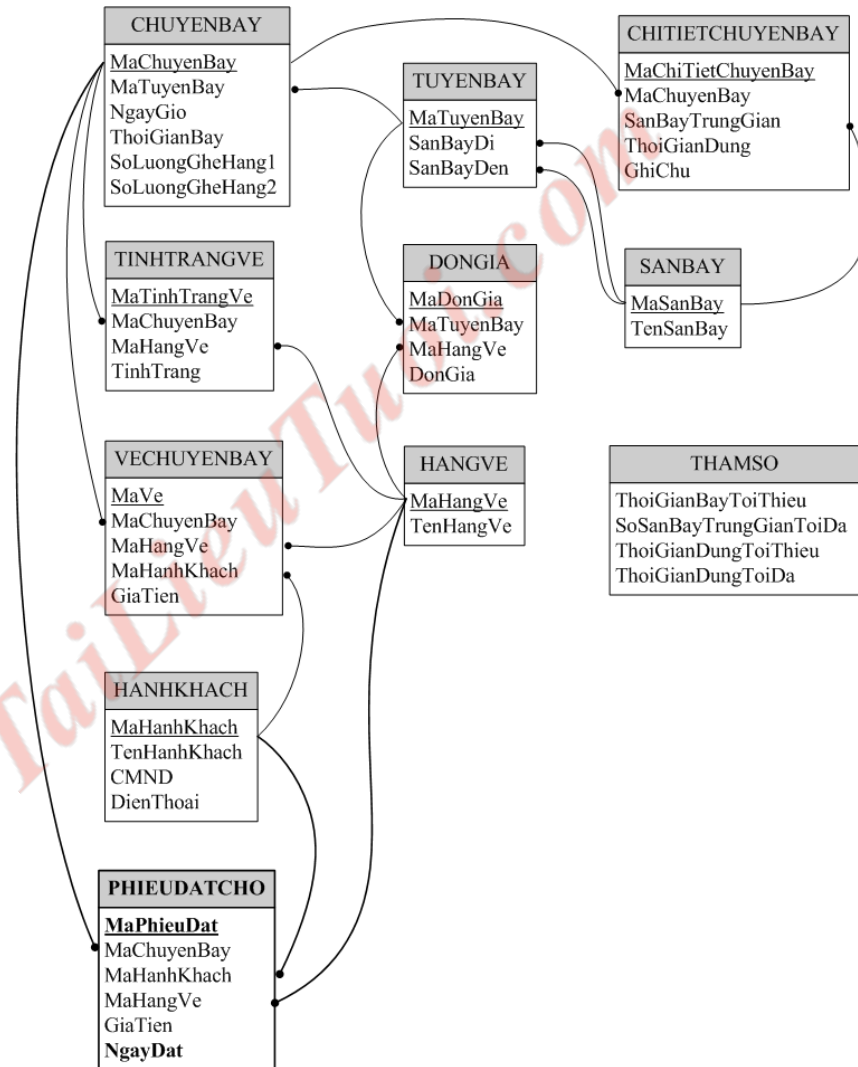 CHUYENBAY
MaChuyenBay
MaTuyenBay
NgayGio
ThoiGianBay
SoLuongGheHang1
SoLuongGheHang2
TUYENBAY
MaTuyenBay
SanBayDi
SanBayDen
CHITIETCHUYENBAY
MaChiTietChuyenBay
MaChuyenBay
SanBayTrungGian
ThoiGianDung
GhiChu
TINHTRANGVE
MaTinhTrangVe
MaChuyenBay
MaHangVe
TinhTrang
DONGIA
MaDonGia
MaTuyenBay
MaHangVe
DonGia
SANBAY
MaSanBay
TenSanBay
VECHUYENBAY
MaVe
MaChuyenBay
MaHangVe
MaHanhKhach
GiaTien
HANGVE
MaHangVe
TenHangVe
THAMSO
ThoiGianBayToiThieu
SoSanBayTrungGianToiDa
ThoiGianDungToiThieu
ThoiGianDungToiDa
HANHKHACH
MaHanhKhach
TenHanhKhach
CMND
DienThoai
PHIEUDATCHO
MaPhieuDat
MaChuyenBay
MaHanhKhach
MaHangVe
GiaTien
NgayDat
TaiLieuTuoi.com